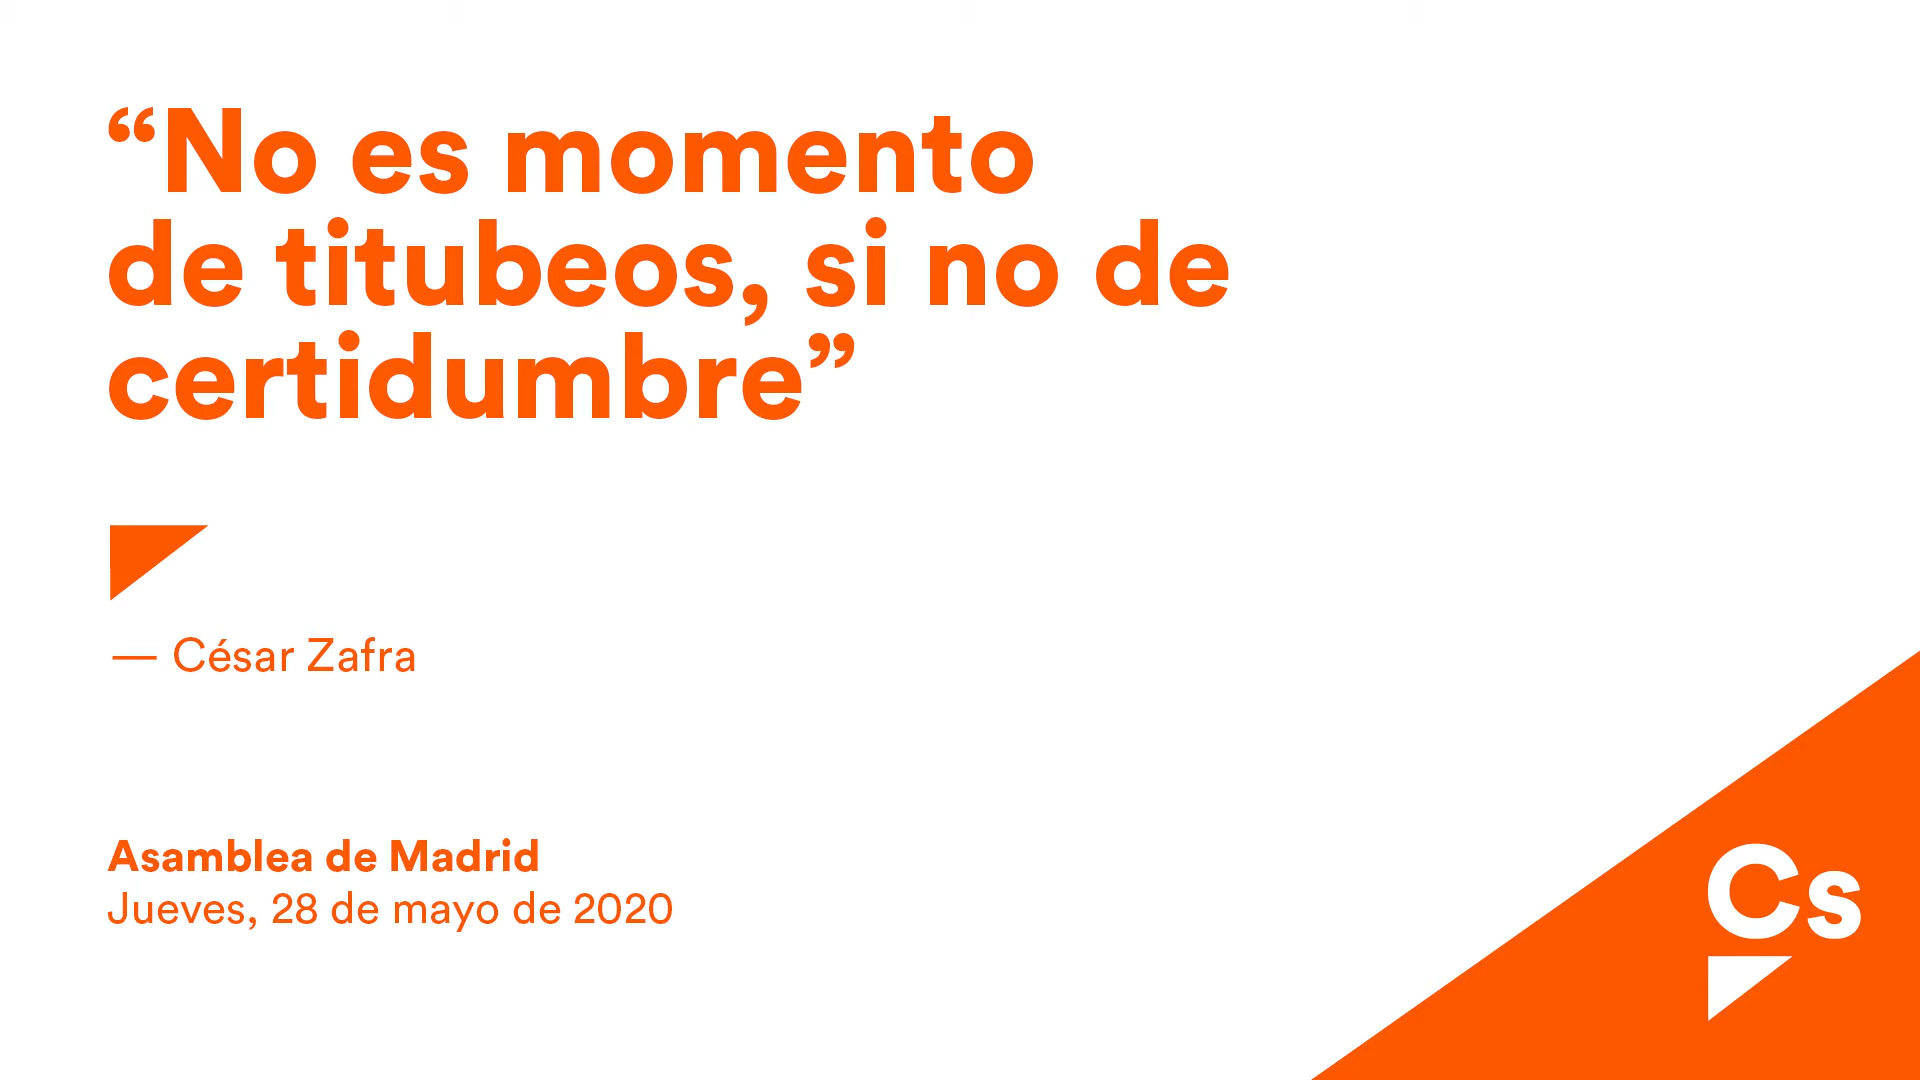 “No es momento
de titubeos, si no de
certidumbre”
— César Zafra
Asamblea de Madrid
Jueves, 28 de mayo de 2020
Cs